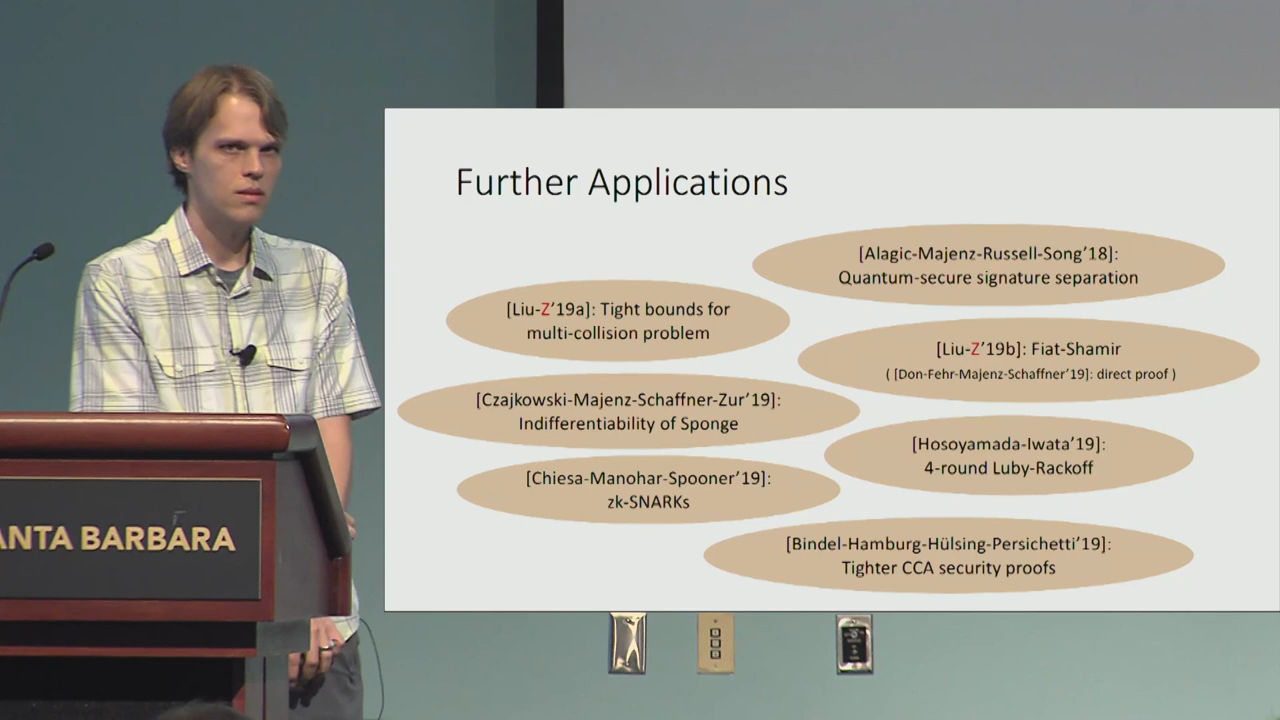 Further Applications
[Alagic-Majenz-Russell-Song'18]:
Quantum-secure signature separation
[Liu-Z'19a]: Tight bounds for
multi-collision problem
[Liu-Z'19b]: Fiat-Shamir
( [Don-Fehr-Majenz-Schaffner'19]: direct proof )
[Czajkowski-Majenz-Schaffner-Zur'19]:
Indifferentiability of Sponge
[Hosoyamada-Iwata'19]:
4-round Luby-Rackoff
[Chiesa-Manohar-Spooner'19]:
zk-SNARKs
[Bindel-Hamburg-Hülsing-Persichetti'19]:
Tighter CCA security proofs
ANTA BARBARA